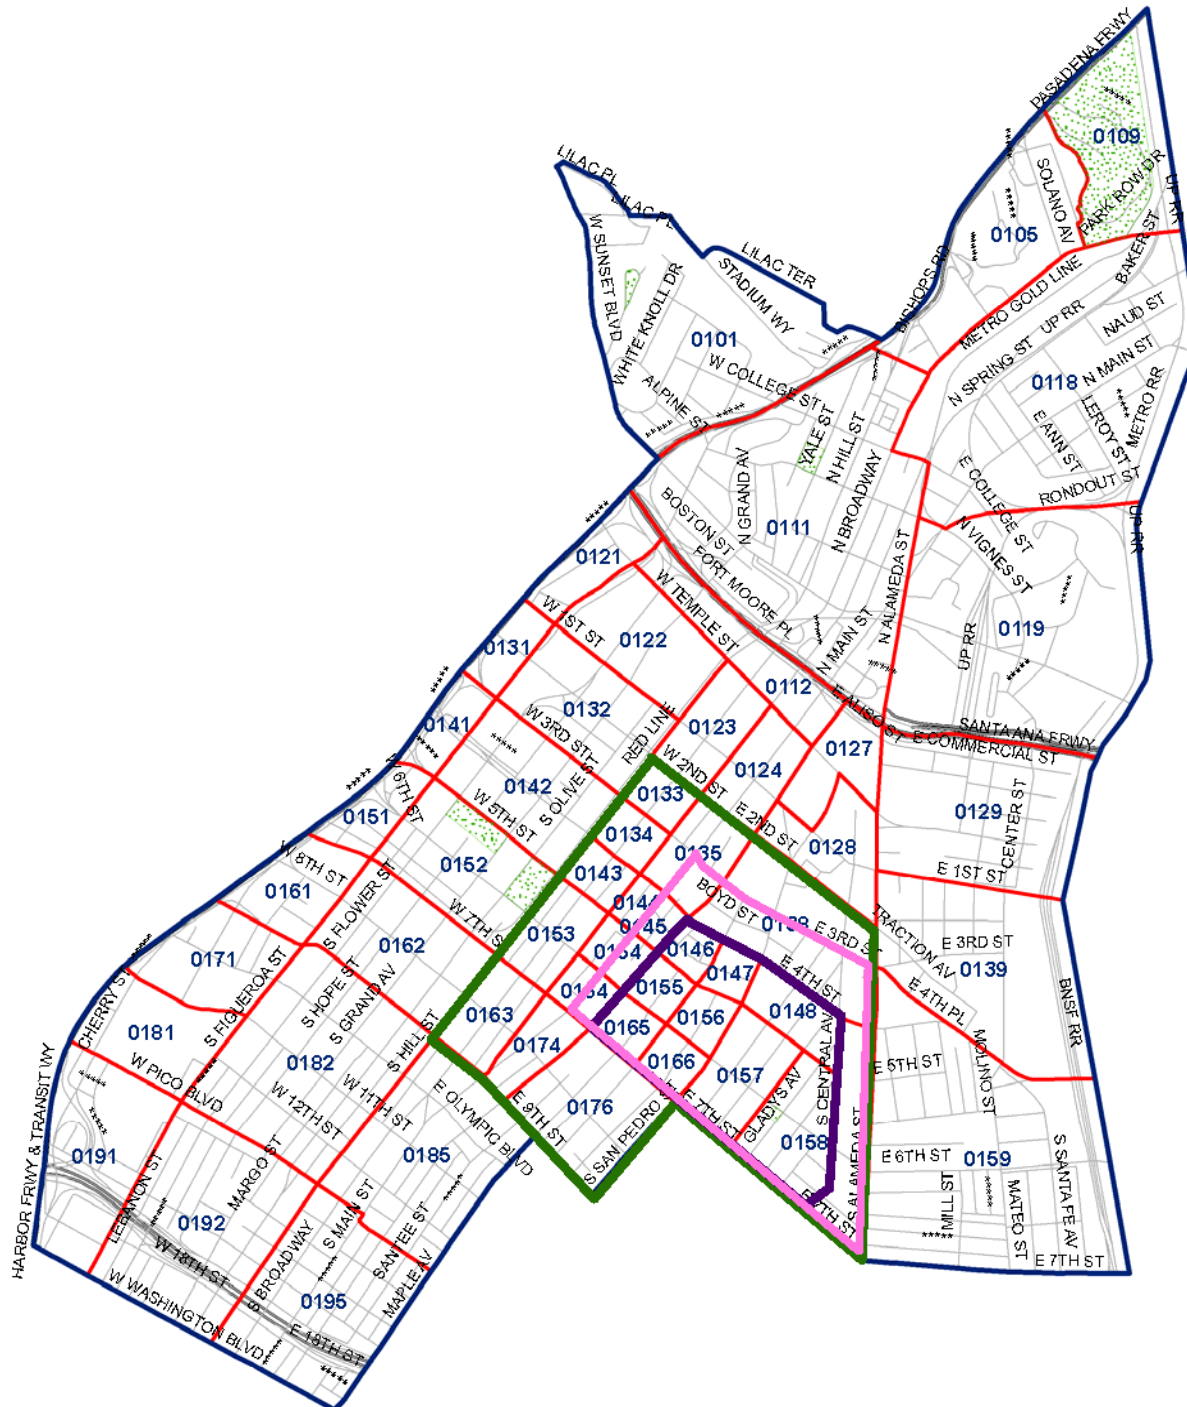 PASADENA FRWY
*****
0109
*****
LILAC PL
SOLANO AV
PARK ROW DR
UP RR
LILAC PL
*****
W SUNSET BLVD
0105
BAKER ST
*****
LILAC TER
BISHOPS RD
METRO GOLD LINE
WHITE KNOLL DR
STADIUM WY
UP RR
NAUD ST
0101
*****
N SPRING ST
N MAIN ST
W COLLEGE ST
*****
0118
ALPINE ST
*****
*****
YALE ST
N HILL ST
LEROY ST
*****
METRO RR
E ANN ST
N GRAND AV
N BROADWAY
E COLLEGE ST
RONDOUT ST
BOSTON ST
0111
*****
N VIGNES ST
UP RR
0121
FORT MOORE PL
N ALAMEDA ST
*****
W TEMPLE ST
W 1ST ST
0122
*****
N MAIN ST
UP RR
0119
0131
*****
*****
*****
0112
0132
RED LINE
E ALISO ST
0141
W 3RD ST
0123
SANTA ANA FRWY
*****
*****
0127
E COMMERCIAL ST
W 2ND ST
0124
W 6TH ST
0142
S OLIVE ST
*****
0133
0151
W 5TH ST
E 2ND ST
0129
CENTER ST
0134
0128
W 8TH ST
0152
0135
0143
E 1ST ST
0161
S FLOWER ST
BOYD ST
0144
0138
TRACTION AV
W 7TH ST
0145
E 3RD ST
E 3RD ST
*****
0171
0162
0153
0154
0146
0139
CHERRY ST
S FIGUEROA ST
S HOPE ST
S GRAND AV
0147
E 4TH ST
E 4TH PL
BNSF RR
0164
0155
0148
0181
0163
0165
0156
S HILL ST
0174
MOLINO ST
HARBOR FRWY & TRANSIT WY
W PICO BLVD
*****
0182
W 11TH ST
0166
0157
GLADYS AV
S CENTRAL AV
E 5TH ST
*****
W 12TH ST
E OLYMPIC BLVD
E 9TH ST
0176
S SAN PEDRO ST
E 7TH ST
S ALAMEDA ST
*****
0158
0191
MARGO ST
0185
E 6TH ST
0159
LEBANON ST
*****
*****
MILL ST
*****
MATEO ST
S SANTA FE AV
0192
S MAIN ST
SANTEE ST
E 7TH ST
*****
W 18TH ST
S BROADWAY
*****
MAPLE AV
E 7TH ST
0195
W WASHINGTON BLVD
E 18TH ST
*****
*****